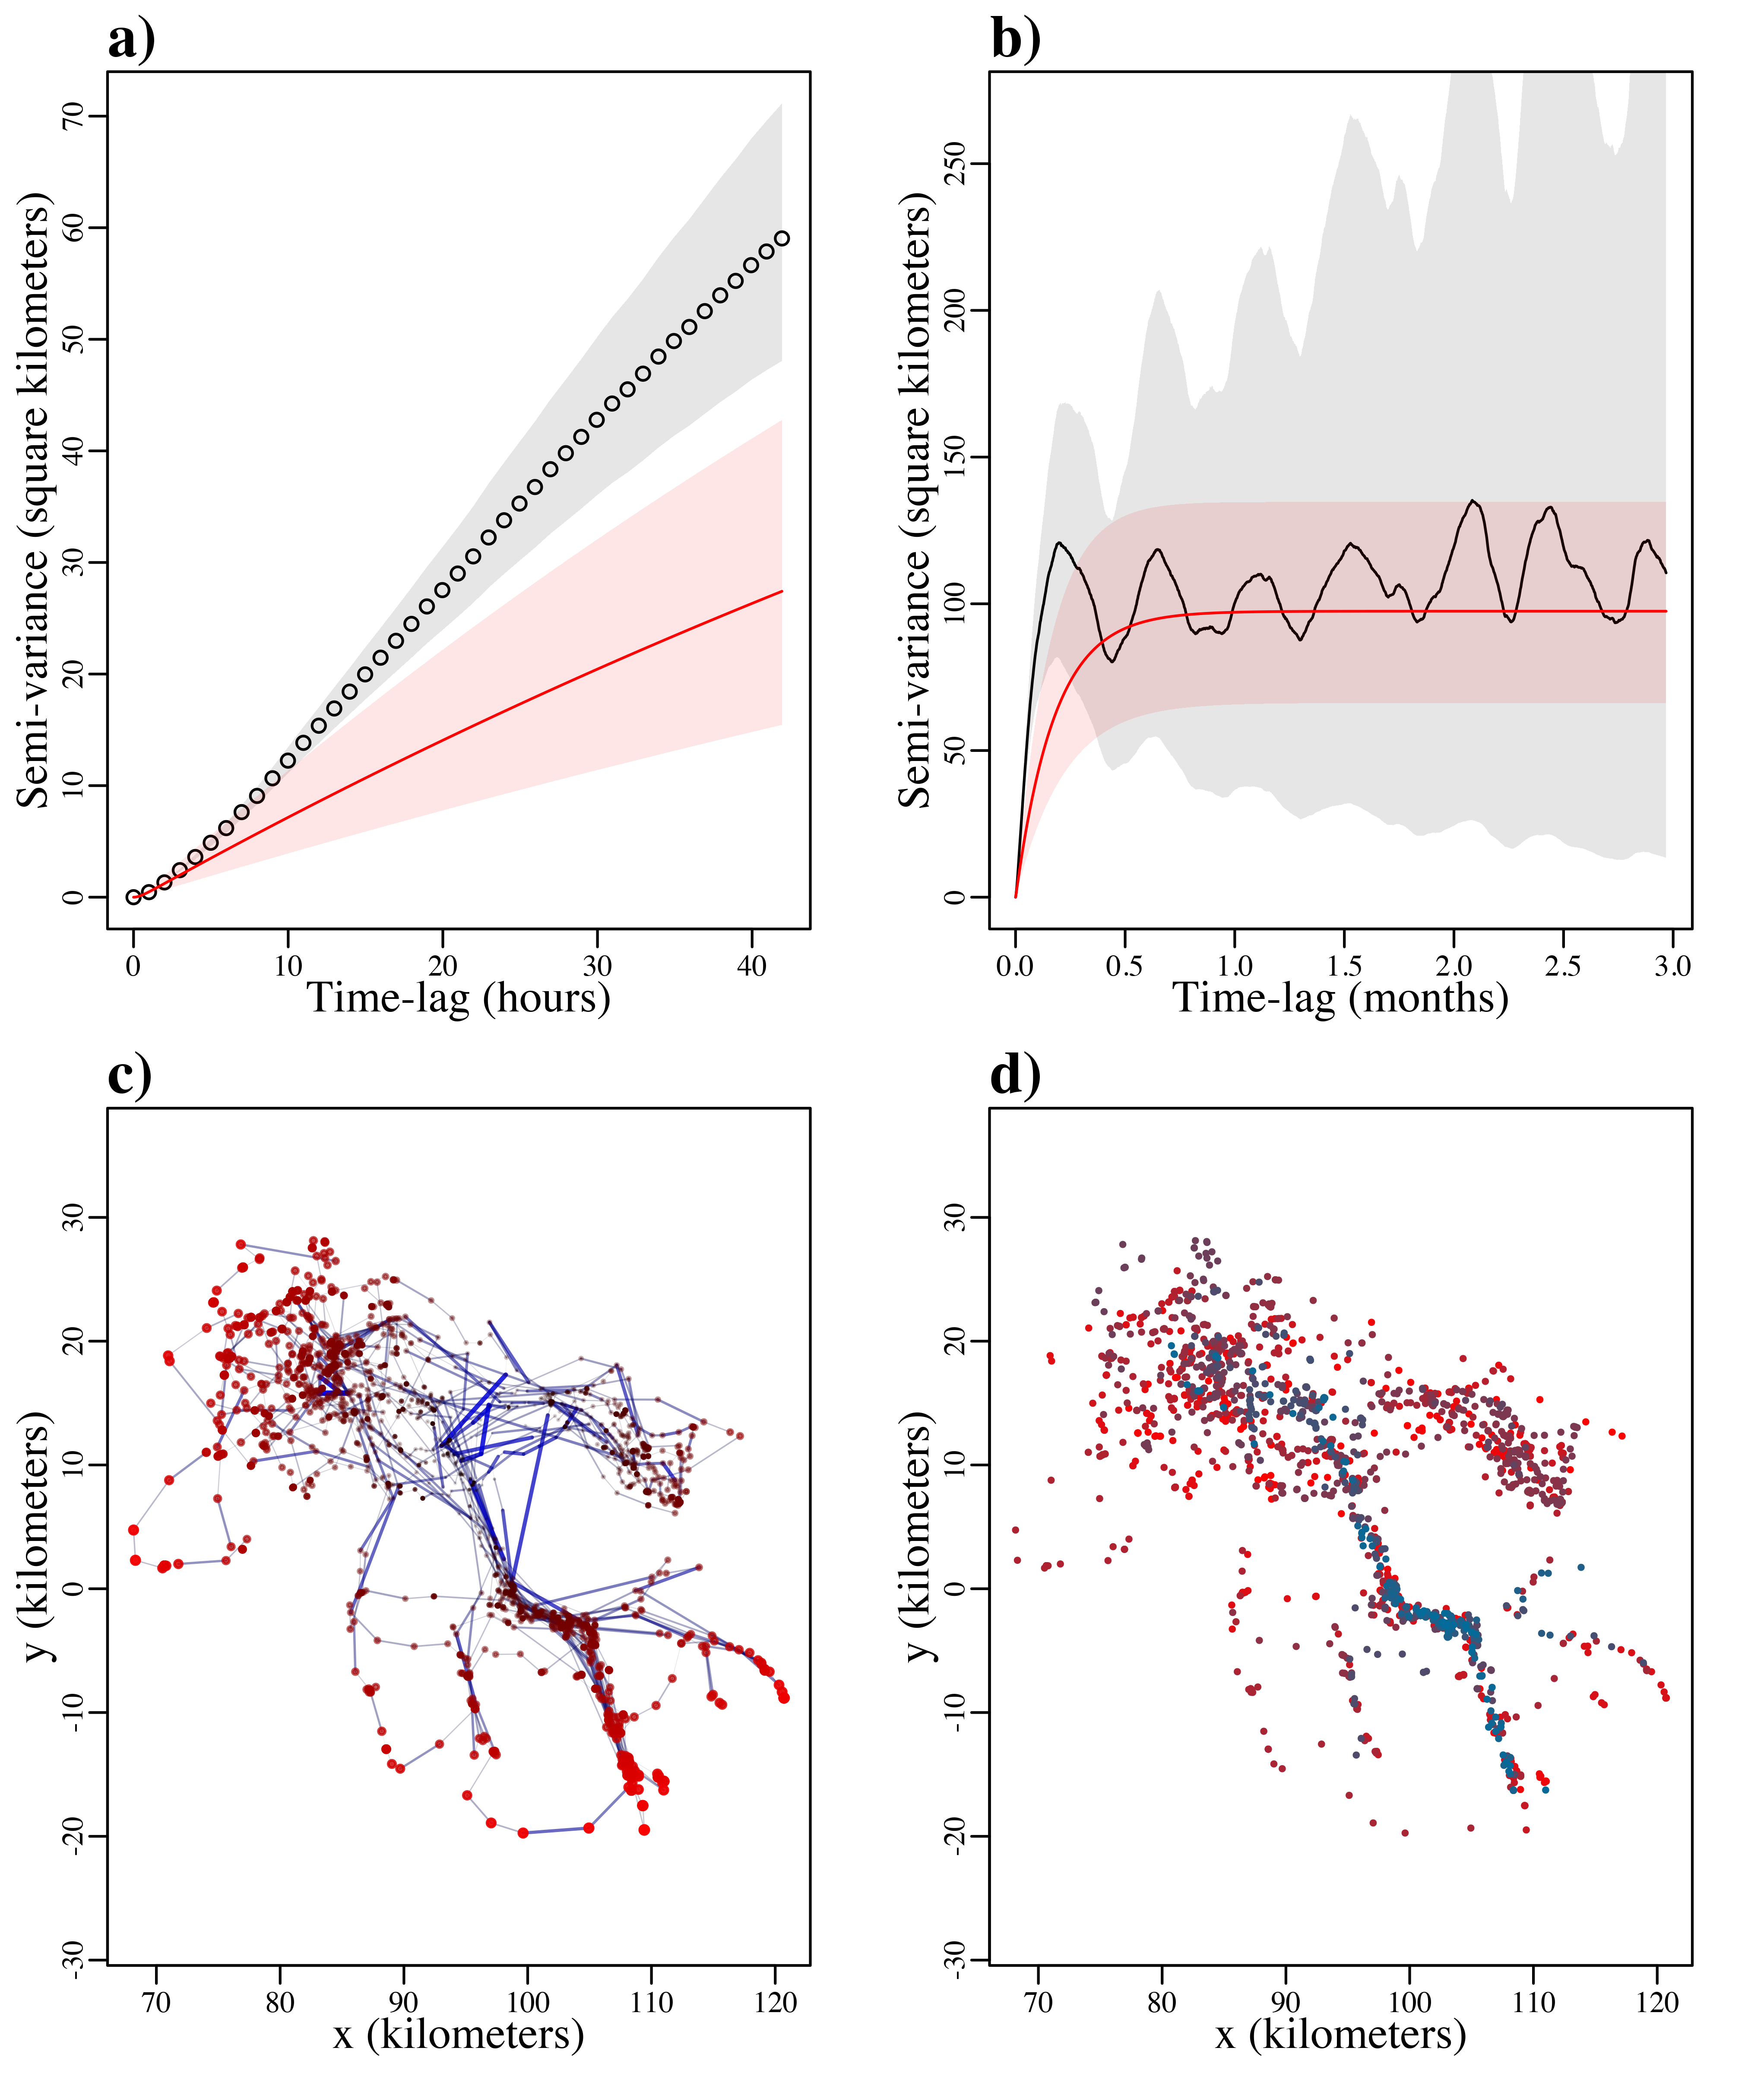 a)
Semi-variance (square kilometers)
70
60
50
40
30
20
10
0
0 10 20 30 40
Time-lag (hours)
b)
Semi-variance (square kilometers)
250
200
150
100
50
0
0.0 0.5 1.0 1.5 2.0 2.5 3.0
Time-lag (months)
c)
y (kilometers)
30
20
10
0
-10
-20
-30
70 80 90 100 110 120
x (kilometers)
d)
y (kilometers)
30
20
10
0
-10
-20
-30
70 80 90 100 110 120
x (kilometers)